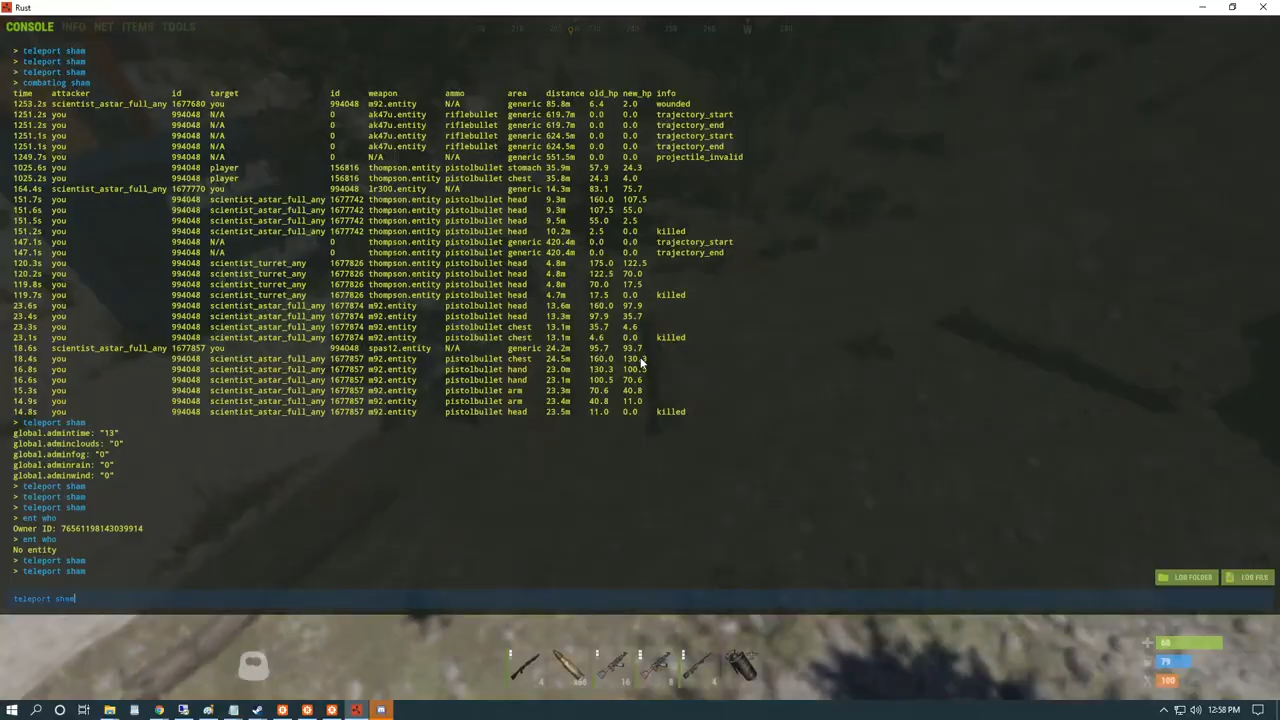 Rust
CONSOLE INFO NET ITEMS TOOLS
> teleport sham
> teleport sham
> teleport sham
> combatlog sham
time attacker id target id weapon ammo area distance old_hp new_hp info
1253.2s scientist_astar_full_any 1677680 you 994048 m92.entity N/A generic 85.8m 6.4 2.0 wounded
1251.2s you 994048 N/A 0 ak47u.entity riflebullet generic 619.7m 0.0 0.0 trajectory_start
1251.2s you 994048 N/A 0 ak47u.entity riflebullet generic 619.7m 0.0 0.0 trajectory_end
1251.1s you 994048 N/A 0 ak47u.entity riflebullet generic 624.5m 0.0 0.0 trajectory_start
1251.1s you 994048 N/A 0 ak47u.entity riflebullet generic 624.5m 0.0 0.0 trajectory_end
1249.7s you 994048 N/A 0 N/A N/A generic 551.5m 0.0 0.0 projectile_invalid
1025.6s you 994048 player 156816 thompson.entity pistolbullet stomach 35.9m 57.9 24.3
1025.2s you 994048 player 156816 thompson.entity pistolbullet chest 35.8m 24.3 4.0
164.4s scientist_astar_full_any 1677770 you 994048 lr300.entity N/A generic 14.3m 83.1 75.7
151.7s you 994048 scientist_astar_full_any 1677742 thompson.entity pistolbullet head 9.3m 160.0 107.5
151.6s you 994048 scientist_astar_full_any 1677742 thompson.entity pistolbullet head 9.3m 107.5 55.0
151.5s you 994048 scientist_astar_full_any 1677742 thompson.entity pistolbullet head 9.5m 55.0 2.5
151.2s you 994048 scientist_astar_full_any 1677742 thompson.entity pistolbullet head 10.2m 2.5 0.0 killed
147.1s you 994048 N/A 0 thompson.entity pistolbullet generic 420.4m 0.0 0.0 trajectory_start
147.1s you 994048 N/A 0 thompson.entity pistolbullet generic 420.4m 0.0 0.0 trajectory_end
120.3s you 994048 scientist_turret_any 1677826 thompson.entity pistolbullet head 4.8m 175.0 122.5
120.2s you 994048 scientist_turret_any 1677826 thompson.entity pistolbullet head 4.8m 122.5 70.0
119.8s you 994048 scientist_turret_any 1677826 thompson.entity pistolbullet head 4.8m 70.0 17.5
119.7s you 994048 scientist_turret_any 1677826 thompson.entity pistolbullet head 4.7m 17.5 0.0 killed
23.6s you 994048 scientist_astar_full_any 1677874 m92.entity pistolbullet head 13.6m 160.0 97.9
23.4s you 994048 scientist_astar_full_any 1677874 m92.entity pistolbullet head 13.3m 97.9 35.7
23.3s you 994048 scientist_astar_full_any 1677874 m92.entity pistolbullet chest 13.1m 35.7 4.6
23.1s you 994048 scientist_astar_full_any 1677874 m92.entity pistolbullet chest 13.1m 4.6 0.0 killed
18.6s scientist_astar_full_any 1677857 you 994048 spas12.entity N/A generic 24.2m 95.7 93.7
18.4s you 994048 scientist_astar_full_any 1677857 m92.entity pistolbullet chest 24.5m 160.0 130.3
16.8s you 994048 scientist_astar_full_any 1677857 m92.entity pistolbullet hand 23.0m 130.3 100.5
16.6s you 994048 scientist_astar_full_any 1677857 m92.entity pistolbullet hand 23.1m 100.5 70.6
15.3s you 994048 scientist_astar_full_any 1677857 m92.entity pistolbullet arm 23.3m 70.6 40.8
14.9s you 994048 scientist_astar_full_any 1677857 m92.entity pistolbullet arm 23.4m 40.8 11.0
14.8s you 994048 scientist_astar_full_any 1677857 m92.entity pistolbullet head 23.5m 11.0 0.0 killed
> teleport sham
global.admintime: "13"
global.adminclouds: "0"
global.adminfog: "0"
global.adminrain: "0"
global.adminwind: "0"
> teleport sham
> teleport sham
> teleport sham
> ent who
Owner ID: 76561198143039914
> ent who
No entity
> teleport sham
> teleport sham
LOG FOLDER LOG FILE
teleport sham
60
79
100
4 16 8 4
12:58 PM